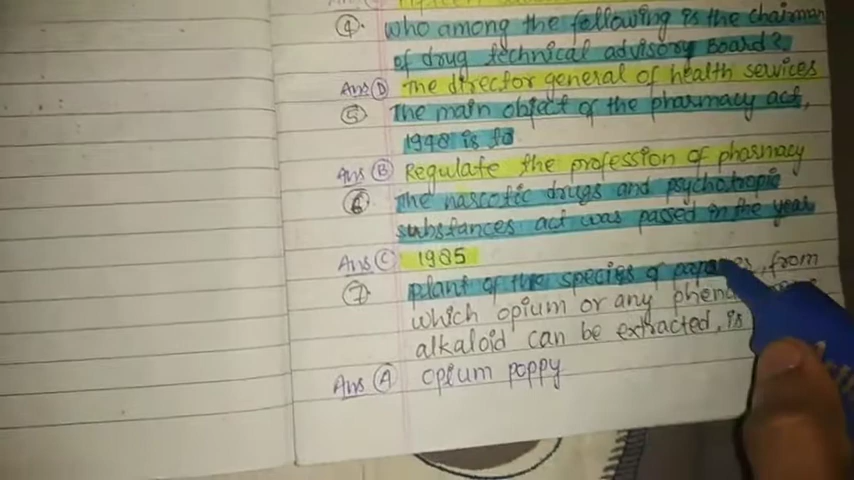 ④. who among the following is the chairman
of drug technical advisory Board?
Ans Ⓓ The director general of health services
⑤ The main object of the pharmacy act,
1948 is to
Ans Ⓑ Regulate the profession of pharmacy
⑥ the nascotic drugs and psychotropic
substances act was passed in the year
Ans Ⓒ 1985
⑦ plant of the species of , from
which opium or any
alkaloid can be extracted, is
Ans Ⓐ opium poppy